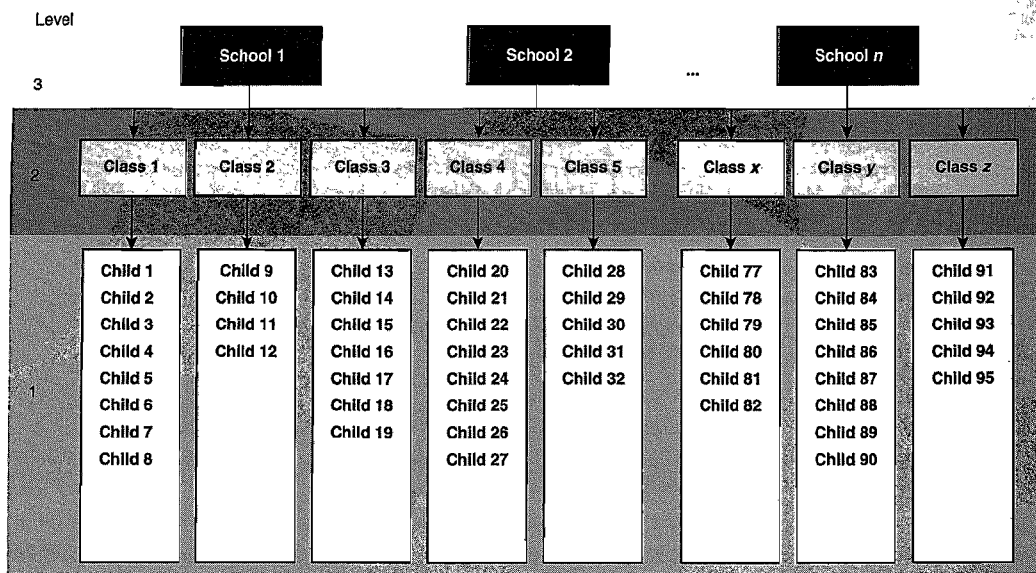 Level
School 1
School 2
...
School n
3
2
Class 1
Class 2
Class 3
Class 4
Class 5
Class x
Class y
Class z
1
Child 1
Child 2
Child 3
Child 4
Child 5
Child 6
Child 7
Child 8
Child 9
Child 10
Child 11
Child 12
Child 13
Child 14
Child 15
Child 16
Child 17
Child 18
Child 19
Child 20
Child 21
Child 22
Child 23
Child 24
Child 25
Child 26
Child 27
Child 28
Child 29
Child 30
Child 31
Child 32
Child 77
Child 78
Child 79
Child 80
Child 81
Child 82
Child 83
Child 84
Child 85
Child 86
Child 87
Child 88
Child 89
Child 90
Child 91
Child 92
Child 93
Child 94
Child 95